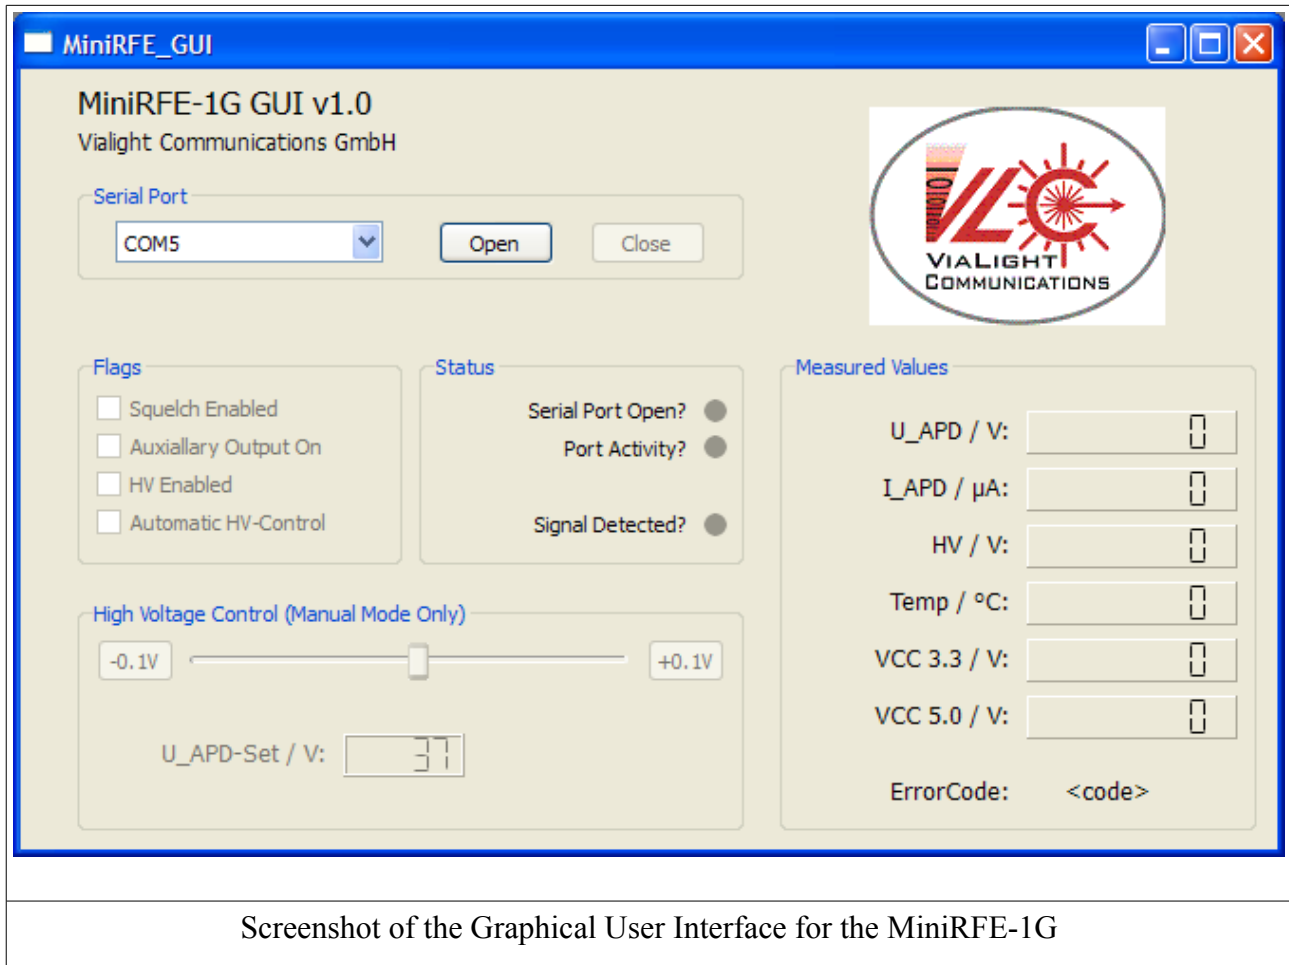 MiniRFE_GUI
MiniRFE-1G GUI v1.0
Vialight Communications GmbH
Serial Port
COM5
Open
Close
VLC
VIALIGHT
COMMUNICATIONS
Flags
Squelch Enabled
Auxiallary Output On
HV Enabled
Automatic HV-Control
Status
Serial Port Open?
Port Activity?
Signal Detected?
High Voltage Control (Manual Mode Only)
-0.1V
+0.1V
U_APD-Set / V: 37
Measured Values
U_APD / V: 0
I_APD / µA: 0
HV / V: 0
Temp / °C: 0
VCC 3.3 / V: 0
VCC 5.0 / V: 0
ErrorCode: <code>
Screenshot of the Graphical User Interface for the MiniRFE-1G